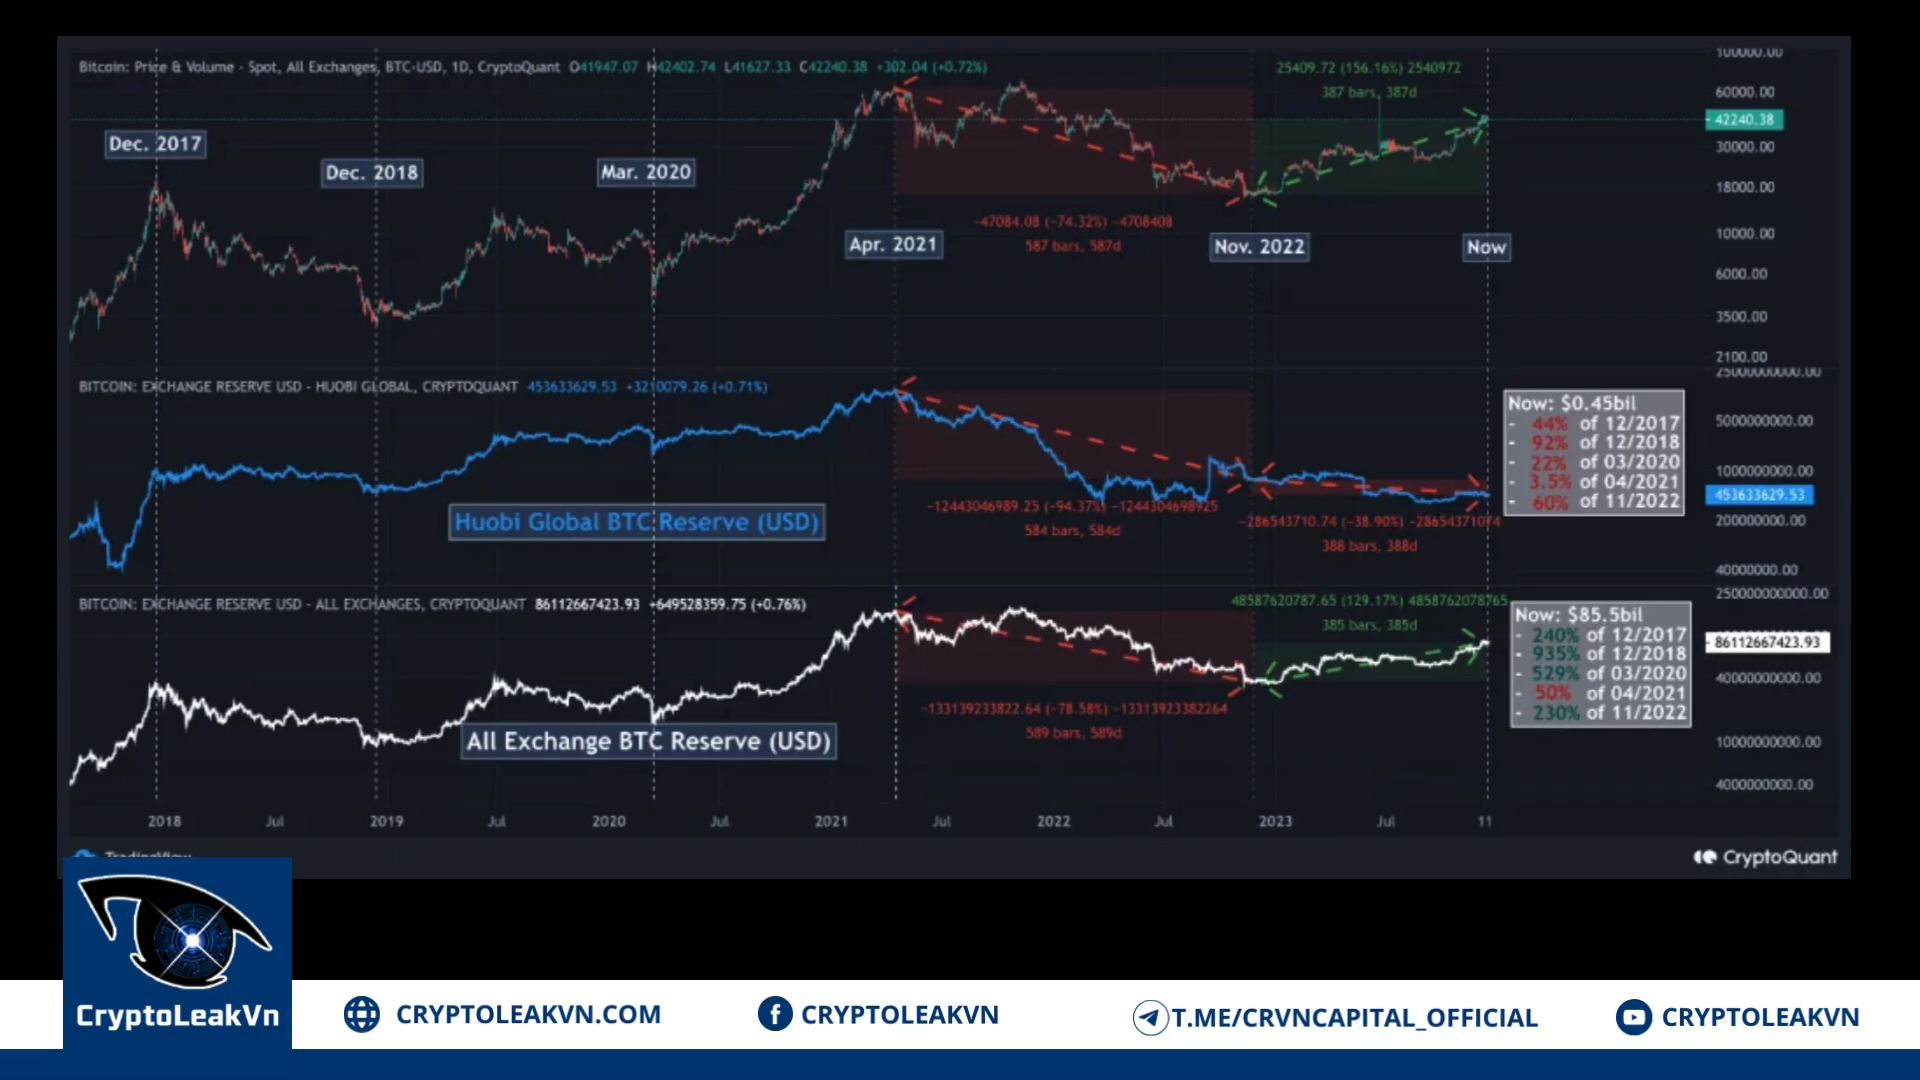 Bitcoin: Price & Volume - Spot, All Exchanges, BTC-USD, 1D, CryptoQuant O41947.07 H42402.74 L41627.33 C42240.38 +302.04 (+0.72%)
25409.72 (156.16%) 2540972
387 bars, 387d
Dec. 2017
Dec. 2018
Mar. 2020
Apr. 2021
-47084.08 (-74.32%) -4708408
587 bars, 587d
Nov. 2022
Now
100000.00
60000.00
42240.38
30000.00
18000.00
10000.00
6000.00
3500.00
2100.00
BITCOIN: EXCHANGE RESERVE USD - HUOBI GLOBAL, CRYPTOQUANT 453633629.53 +3210079.26 (+0.71%)
Huobi Global BTC Reserve (USD)
-12443046989.25 (-94.37%) -1244304698925
584 bars, 584d
-286543710.74 (-38.90%) -28654371074
388 bars, 388d
Now: $0.45bil
- 44% of 12/2017
- 92% of 12/2018
- 22% of 03/2020
- 3.5% of 04/2021
- 60% of 11/2022
25000000000.00
5000000000.00
1000000000.00
453633629.53
200000000.00
40000000.00
BITCOIN: EXCHANGE RESERVE USD - ALL EXCHANGES, CRYPTOQUANT 86112667423.93 +649528359.75 (+0.76%)
All Exchange BTC Reserve (USD)
-133139233822.64 (-78.58%) -13313923382264
589 bars, 589d
48587620787.65 (129.17%) 4858762078765
385 bars, 385d
Now: $85.5bil
- 240% of 12/2017
- 935% of 12/2018
- 529% of 03/2020
- 50% of 04/2021
- 230% of 11/2022
250000000000.00
86112667423.93
40000000000.00
10000000000.00
4000000000.00
2018 Jul 2019 Jul 2020 Jul 2021 Jul 2022 Jul 2023 Jul 11
TradingView
CryptoQuant
CryptoLeakVn
CRYPTOLEAKVN.COM
CRYPTOLEAKVN
T.ME/CRVNCAPITAL_OFFICIAL
CRYPTOLEAKVN